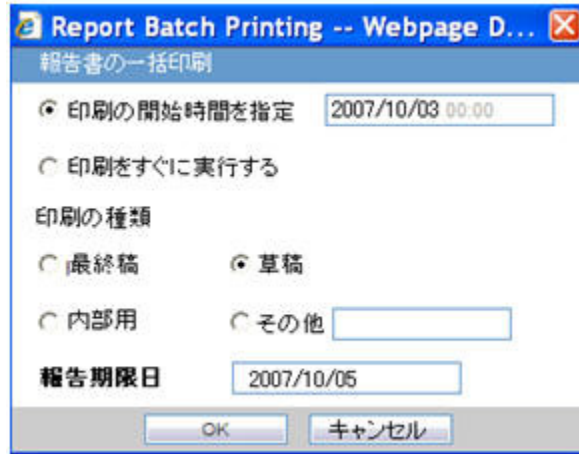 Report Batch Printing -- Webpage D...
報告書の一括印刷
印刷の開始時間を指定 2007/10/03 00:00
印刷をすぐに実行する
印刷の種類
最終稿 草稿
内部用 その他
報告期限日 2007/10/05
OK キャンセル